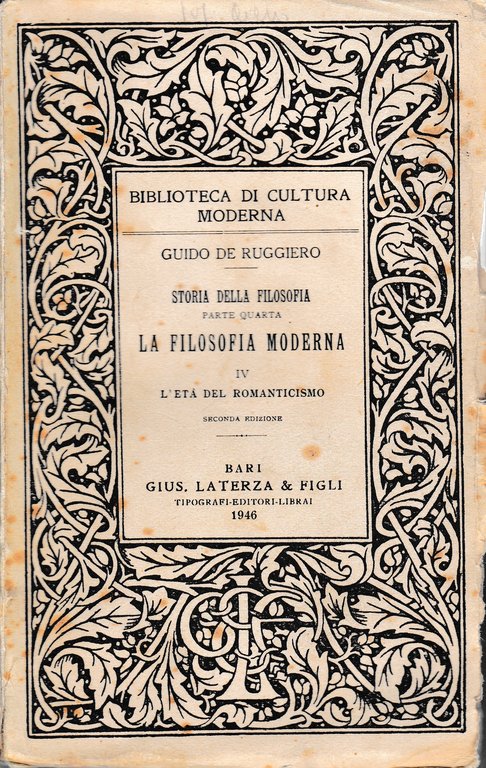 BIBLIOTECA DI CULTURA
MODERNA
GUIDO DE RUGGIERO
STORIA DELLA FILOSOFIA
PARTE QUARTA
LA FILOSOFIA MODERNA
IV
L'ETÀ DEL ROMANTICISMO
SECONDA EDIZIONE
BARI
GIUS. LATERZA & FIGLI
TIPOGRAFI-EDITORI-LIBRAI
1946